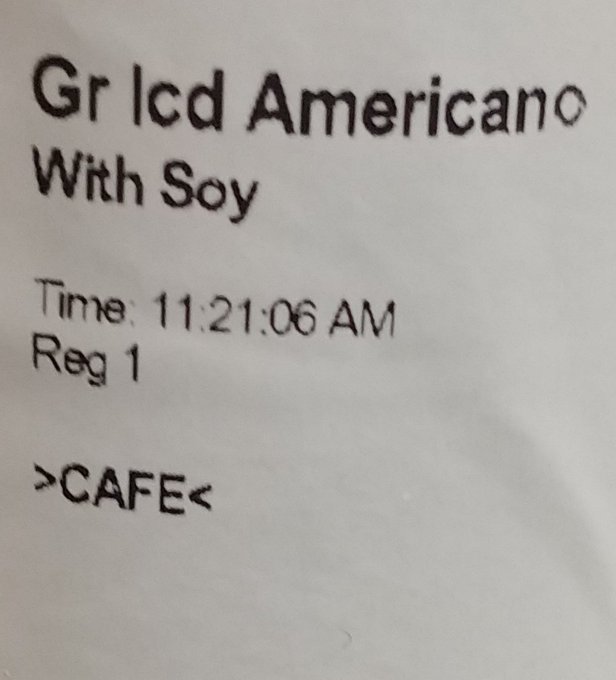 Gr Icd Americano
With Soy
Time: 11:21:06 AM
Reg 1
>CAFE<